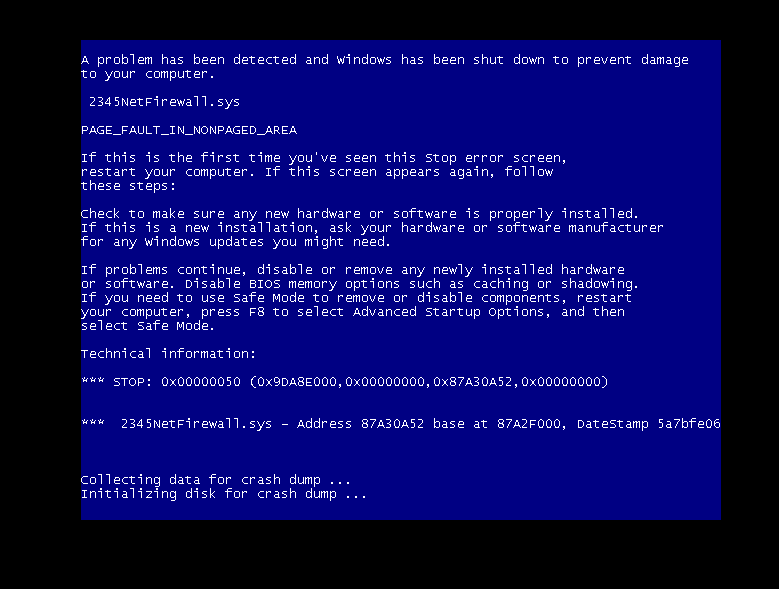 A problem has been detected and Windows has been shut down to prevent damage
to your computer.
2345NetFirewall.sys
PAGE_FAULT_IN_NONPAGED_AREA
If this is the first time you've seen this Stop error screen,
restart your computer. If this screen appears again, follow
these steps:
Check to make sure any new hardware or software is properly installed.
If this is a new installation, ask your hardware or software manufacturer
for any Windows updates you might need.
If problems continue, disable or remove any newly installed hardware
or software. Disable BIOS memory options such as caching or shadowing.
If you need to use Safe Mode to remove or disable components, restart
your computer, press F8 to select Advanced Startup Options, and then
select Safe Mode.
Technical information:
*** STOP: 0x00000050 (0x9DA8E000,0x00000000,0x87A30A52,0x00000000)
***  2345NetFirewall.sys - Address 87A30A52 base at 87A2F000, DateStamp 5a7bfe06
Collecting data for crash dump ...
Initializing disk for crash dump ...